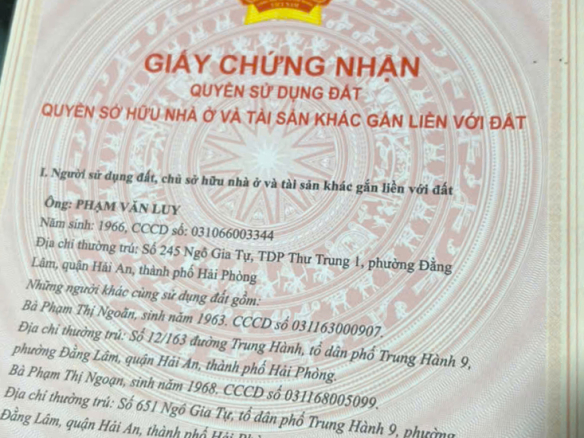 VIỆT NAM
GIẤY CHỨNG NHẬN
QUYỀN SỬ DỤNG ĐẤT
QUYỀN SỞ HỮU NHÀ Ở VÀ TÀI SẢN KHÁC GẮN LIỀN VỚI ĐẤT
I. Người sử dụng đất, chủ sở hữu nhà ở và tài sản khác gắn liền với đất
Ông: PHẠM VĂN LUY
Năm sinh: 1966, CCCD số: 031066003344
Địa chỉ thường trú: Số 245 Ngô Gia Tự, TDP Thư Trung 1, phường Đằng
Lâm, quận Hải An, thành phố Hải Phòng
Những người khác cùng sử dụng đất gồm:
Bà Phạm Thị Ngoãn, sinh năm 1963. CCCD số 031163000907.
Địa chỉ thường trú: Số 12/163 đường Trung Hành, tổ dân phố Trung Hành 9,
phường Đằng Lâm, quận Hải An, thành phố Hải Phòng.
Bà Phạm Thị Ngoạn, sinh năm 1968. CCCD số 031168005099.
Địa chỉ thường trú: Số 651 Ngô Gia Tự, tổ dân phố Trung Hành 9, phường
Đằng Lâm, quận Hải An, thành phố Hải